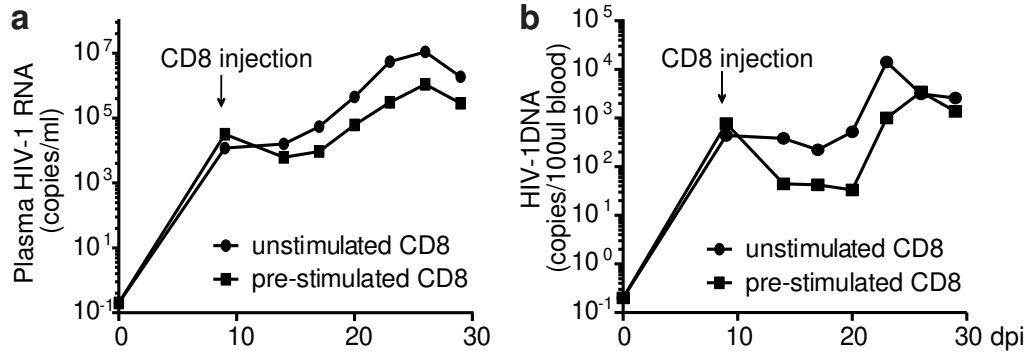 a
Plasma HIV-1 RNA
(copies/ml)
10^7
10^5
10^3
10^1
10^-1
CD8 injection
unstimulated CD8
pre-stimulated CD8
0 10 20 30
b
HIV-1DNA
(copies/100ul blood)
10^5
10^4
10^3
10^2
10^1
10^0
10^-1
CD8 injection
unstimulated CD8
pre-stimulated CD8
0 10 20 30 dpi